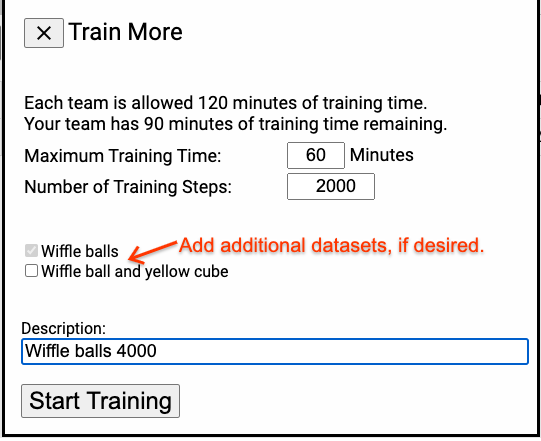 × Train More
Each team is allowed 120 minutes of training time.
Your team has 90 minutes of training time remaining.
Maximum Training Time: 60 Minutes
Number of Training Steps: 2000
Wiffle balls
Add additional datasets, if desired.
Wiffle ball and yellow cube
Description:
Wiffle balls 4000
Start Training